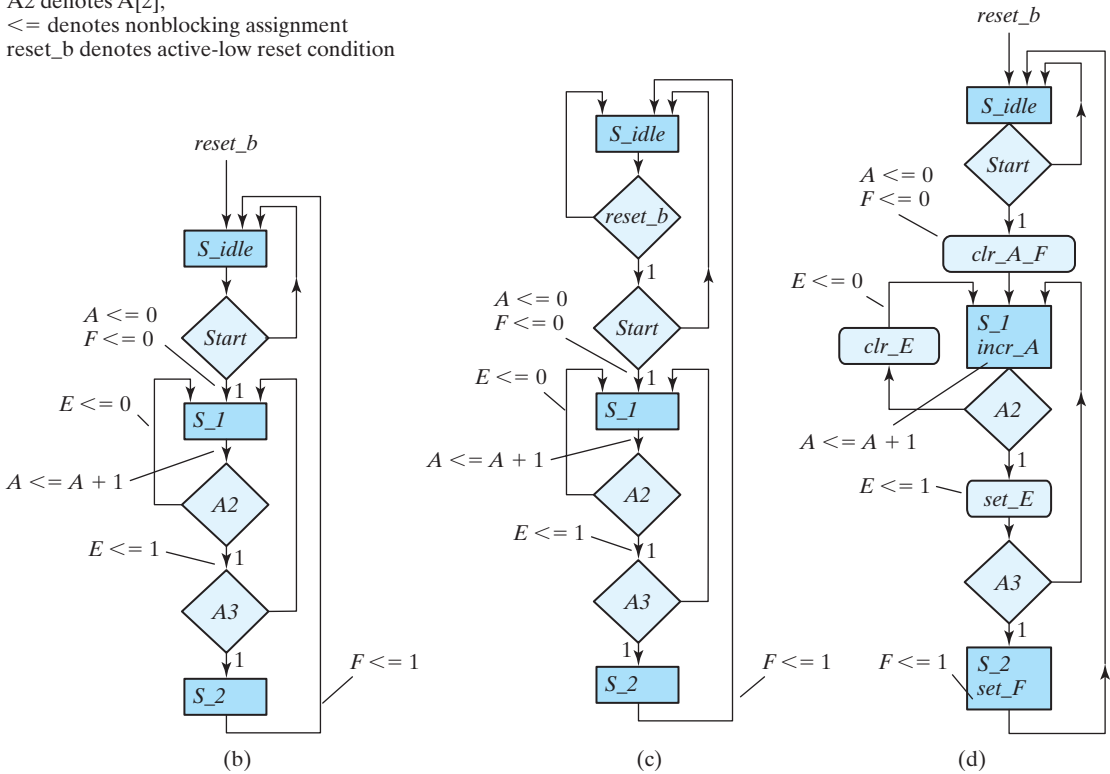 A2 denotes A[2],
<= denotes nonblocking assignment
reset_b denotes active-low reset condition
reset_b
S_idle
Start
A <= 0
F <= 0
1
E <= 0
S_1
A <= A + 1
A2
E <= 1
1
A3
1
F <= 1
S_2
(b)
S_idle
reset_b
1
A <= 0
F <= 0
Start
1
E <= 0
S_1
A <= A + 1
A2
E <= 1
1
A3
1
F <= 1
S_2
(c)
reset_b
S_idle
Start
A <= 0
F <= 0
1
clr_A_F
E <= 0
S_1
incr_A
clr_E
A2
A <= A + 1
1
E <= 1
set_E
A3
1
F <= 1
S_2
set_F
(d)